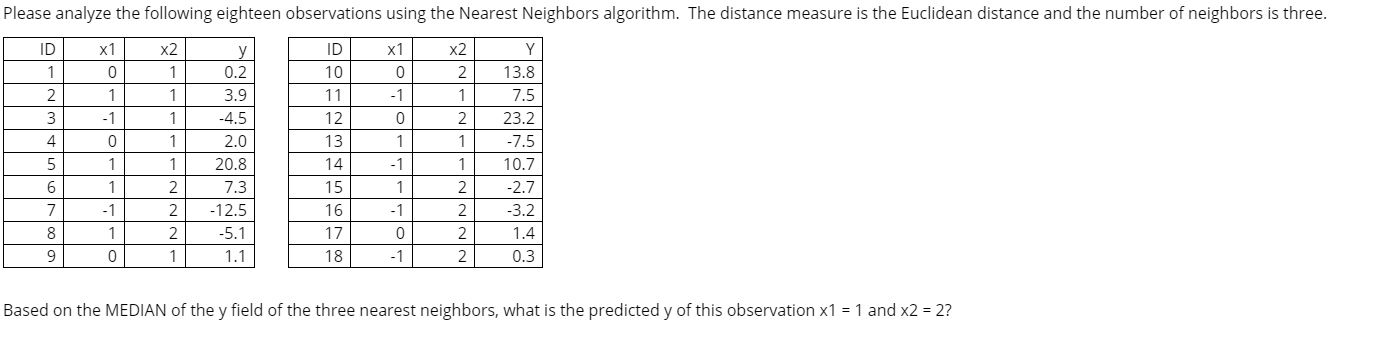 Please analyze the following eighteen observations using the Nearest Neighbors algorithm. The distance measure is the Euclidean distance and the number of neighbors is three.
ID x1 x2 y ID x1 x2 Y
1 0 1 0.2 10 0 2 13.8
2 1 1 3.9 11 -1 1 7.5
3 -1 1 -4.5 12 0 2 23.2
4 0 1 2.0 13 1 1 -7.5
5 1 1 20.8 14 -1 1 10.7
6 1 2 7.3 15 1 2 -2.7
7 -1 2 -12.5 16 -1 2 -3.2
8 1 2 -5.1 17 0 2 1.4
9 0 1 1.1 18 -1 2 0.3
Based on the MEDIAN of the y field of the three nearest neighbors, what is the predicted y of this observation x1 = 1 and x2 = 2?